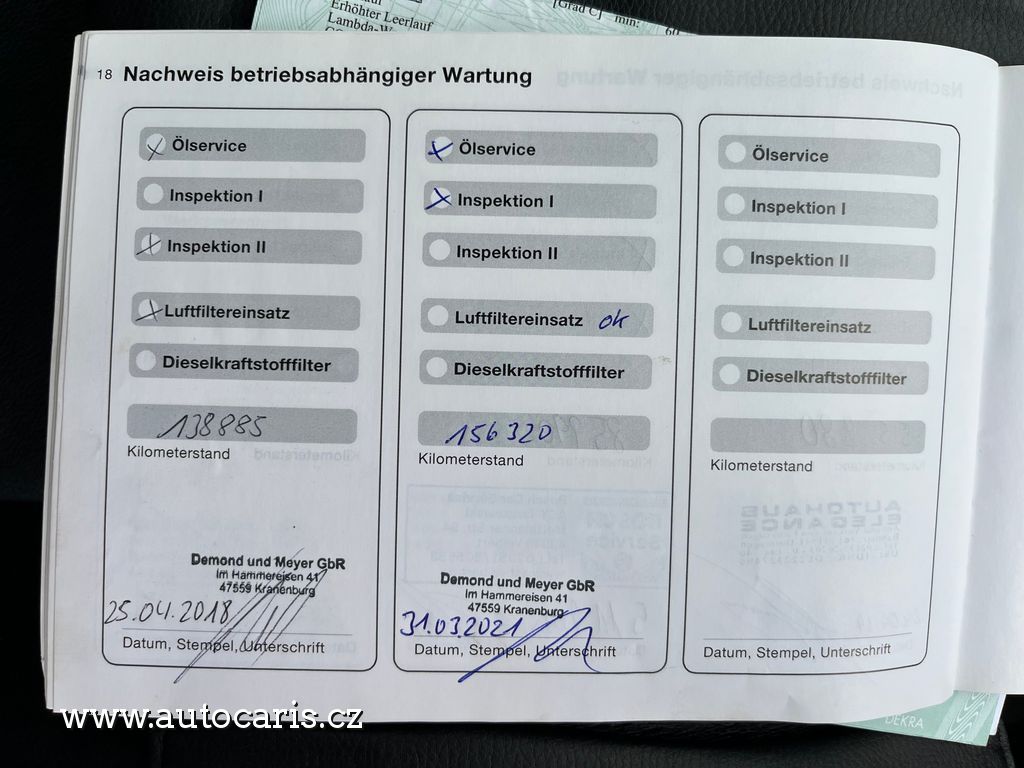 Erhöhter Leerlauf
[Grad C] min: 60
18 Nachweis betriebsabhängiger Wartung
Ölservice
Inspektion I
Inspektion II
Luftfiltereinsatz
Dieselkraftstofffilter
138885
Kilometerstand
Demond und Meyer GbR
Im Hammereisen 41
47559 Kranenburg
25.04.2018
Datum, Stempel, Unterschrift
Ölservice
Inspektion I
Inspektion II
Luftfiltereinsatz ok
Dieselkraftstofffilter
156320
Kilometerstand
Demond und Meyer GbR
Im Hammereisen 41
47559 Kranenburg
31.03.2021
Datum, Stempel, Unterschrift
Ölservice
Inspektion I
Inspektion II
Luftfiltereinsatz
Dieselkraftstofffilter
Kilometerstand
Datum, Stempel, Unterschrift
DEKRA
www.autocaris.cz